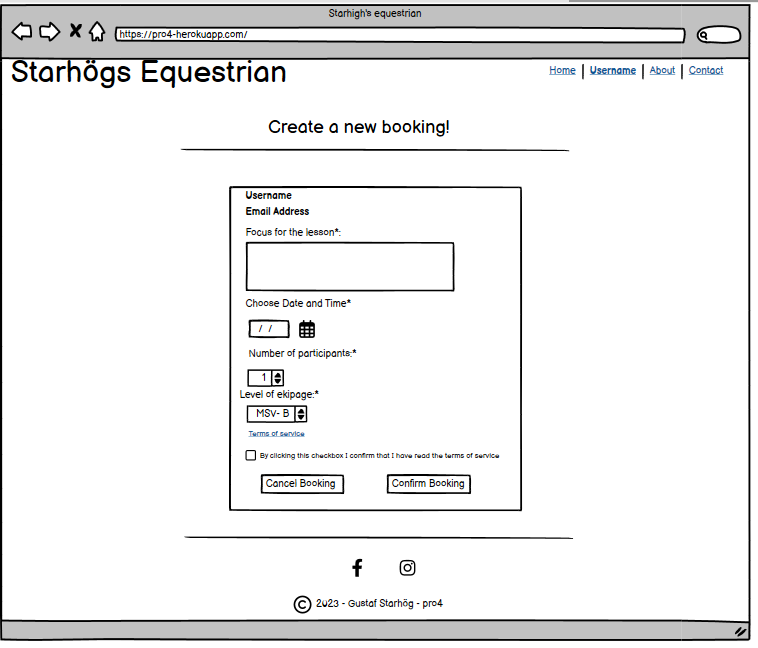 Starhigh's equestrian
https://pro4-herokuapp.com/
Starhögs Equestrian
Home | Username | About | Contact
Create a new booking!
Username
Email Address
Focus for the lesson*:
Choose Date and Time*
/ /
Number of participants:*
1
Level of ekipage:*
MSV- B
Terms of service
By clicking this checkbox I confirm that I have read the terms of service
Cancel Booking Confirm Booking
© 2023 - Gustaf Starhög - pro4